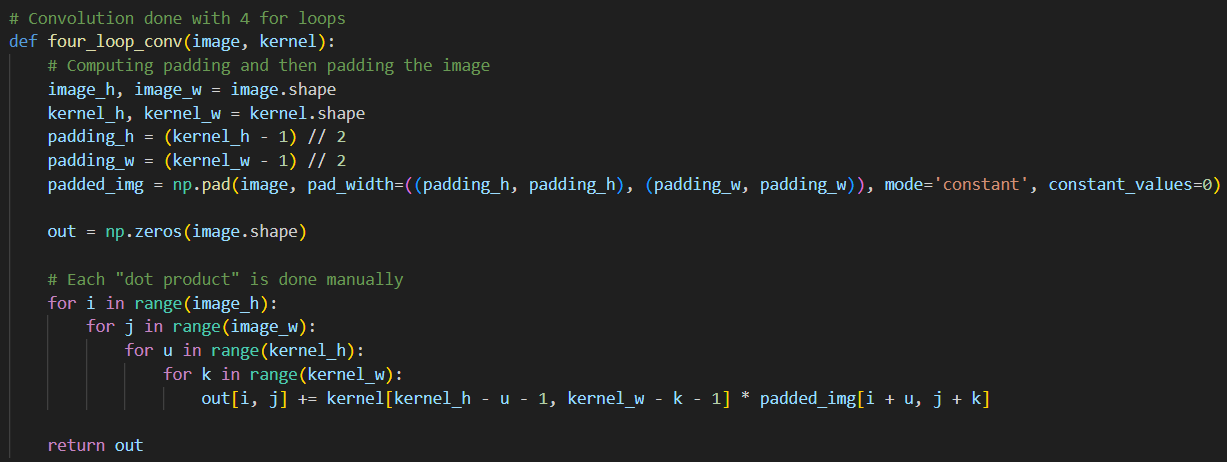 # Convolution done with 4 for loops
def four_loop_conv(image, kernel):
    # Computing padding and then padding the image
    image_h, image_w = image.shape
    kernel_h, kernel_w = kernel.shape
    padding_h = (kernel_h - 1) // 2
    padding_w = (kernel_w - 1) // 2
    padded_img = np.pad(image, pad_width=((padding_h, padding_h), (padding_w, padding_w)), mode='constant', constant_values=0)
    out = np.zeros(image.shape)
    # Each "dot product" is done manually
    for i in range(image_h):
        for j in range(image_w):
            for u in range(kernel_h):
                for k in range(kernel_w):
                    out[i, j] += kernel[kernel_h - u - 1, kernel_w - k - 1] * padded_img[i + u, j + k]
    return out